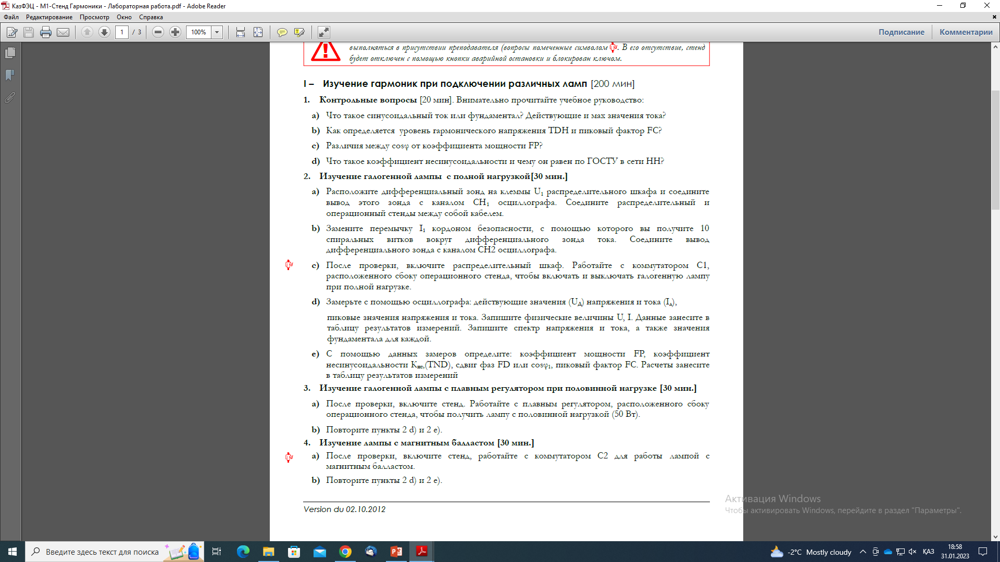 КазФЭЦ - М1-Стенд Гармоники - Лабораторная работа.pdf - Adobe Reader
Файл Редактирование Просмотр Окно Справка
1 / 3 100% Подписание Комментарии
выполняться в присутствии преподавателя (вопросы помеченные символом . В его отсутствие, стенд
будет отключен с помощью кнопки аварийной остановки и блокирован ключом.
I – Изучение гармоник при подключении различных ламп [200 мин]
1. Контрольные вопросы [20 мин]. Внимательно прочитайте учебное руководство:
a) Что такое синусоидальный ток или фундаментал? Действующие и мах значения тока?
b) Как определяется уровень гармонического напряжения TDH и пиковый фактор FC?
c) Различия между cosφ от коэффициента мощности FP?
d) Что такое коэффициент несинусоидальности и чему он равен по ГОСТУ в сети НН?
2. Изучение галогенной лампы с полной нагрузкой[30 мин.]
a) Расположите дифференциальный зонд на клеммы U1 распределительного шкафа и соедините
вывод этого зонда с каналом CH1 осциллографа. Соедините распределительный и
операционный стенды между собой кабелем.
b) Замените перемычку I1 кордоном безопасности, с помощью которого вы получите 10
спиральных витков вокруг дифференциального зонда тока. Соедините вывод
дифференциального зонда с каналом CH2 осциллографа.
c) После проверки, включите распределительный шкаф. Работайте с коммутатором С1,
расположенного сбоку операционного стенда, чтобы включать и выключать галогенную лампу
при полной нагрузке.
d) Замерьте с помощью осциллографа: действующие значения (UД) напряжения и тока (IД),
пиковые значения напряжения и тока. Запишите физические величины U, I. Данные занесите в
таблицу результатов измерений. Запишите спектр напряжения и тока, а также значения
фундаментала для каждой.
e) С помощью данных замеров определите: коэффициент мощности FP, коэффициент
несинусоидальности Кнс,(TND), сдвиг фаз FD или cosφ1, пиковый фактор FC. Расчеты занесите
в таблицу результатов измерений
3. Изучение галогенной лампы с плавным регулятором при половинной нагрузке [30 мин.]
a) После проверки, включите стенд. Работайте с плавным регулятором, расположенного сбоку
операционного стенда, чтобы получить лампу с половинной нагрузкой (50 Вт).
b) Повторите пункты 2 d) и 2 e).
4. Изучение лампы с магнитным балластом [30 мин.]
a) После проверки, включите стенд, работайте с коммутатором С2 для работы лампой с
магнитным балластом.
b) Повторите пункты 2 d) и 2 e).
Version du 02.10.2012
Активация Windows
Чтобы активировать Windows, перейдите в раздел "Параметры".
Введите здесь текст для поиска
-2°C Mostly cloudy ҚАЗ 18:58
31.01.2023